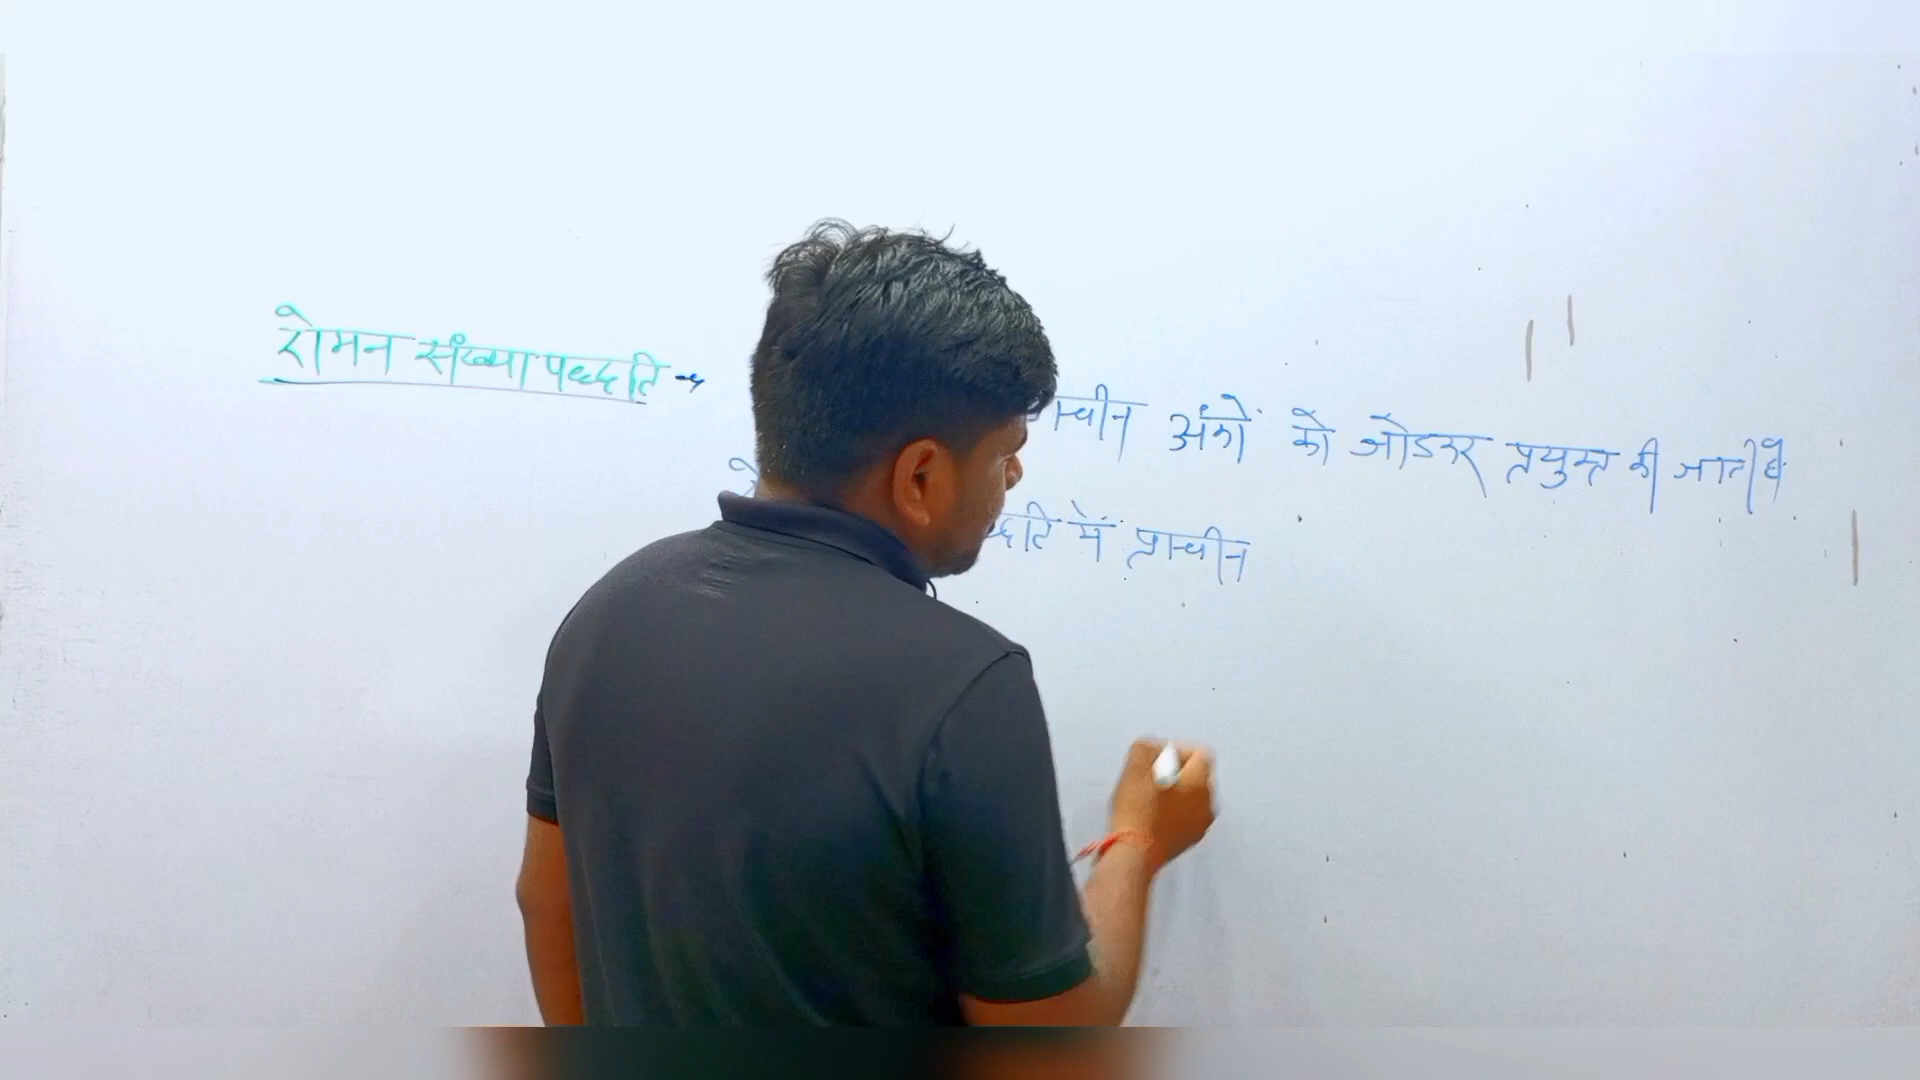 रोमन संख्या पद्धति → प्राचीन अंकों को जोडकर प्रयुक्त की जाती है
पद्धति में प्राचीन